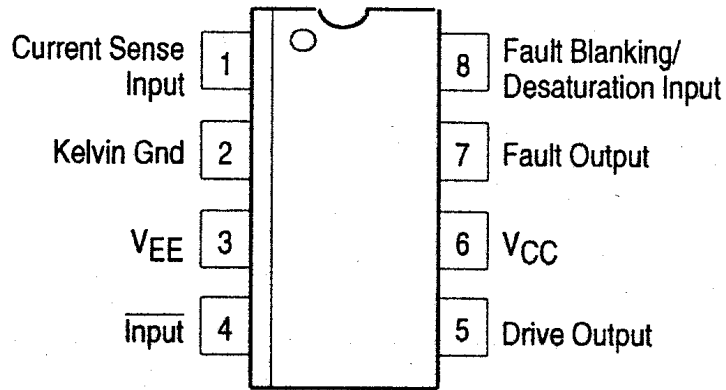 Current Sense
Input
1
8
Fault Blanking/
Desaturation Input
Kelvin Gnd
2
7
Fault Output
VEE
3
6
VCC
Input
4
5
Drive Output